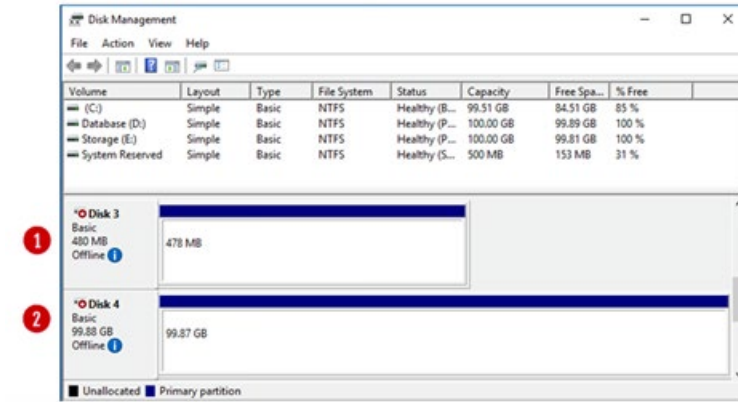 Disk Management
File Action View Help
Volume Layout Type File System Status Capacity Free Spa... % Free
(C:) Simple Basic NTFS Healthy (B... 99.51 GB 84.51 GB 85 %
Database (D:) Simple Basic NTFS Healthy (P... 100.00 GB 99.89 GB 100 %
Storage (E:) Simple Basic NTFS Healthy (P... 100.00 GB 99.81 GB 100 %
System Reserved Simple Basic NTFS Healthy (S... 500 MB 153 MB 31 %
1
Disk 3
Basic
480 MB
Offline
478 MB
2
Disk 4
Basic
99.88 GB
Offline
99.87 GB
Unallocated Primary partition